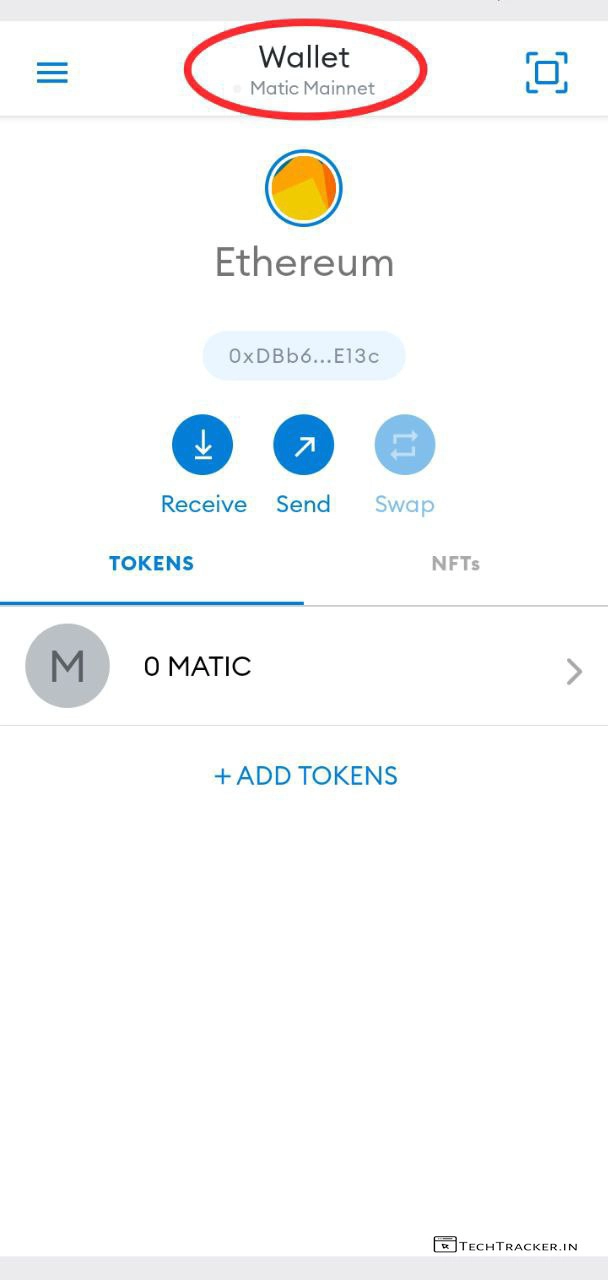 Wallet
Matic Mainnet
Ethereum
0xDBb6...E13c
Receive Send Swap
TOKENS NFTs
M 0 MATIC
+ ADD TOKENS
TECHTRACKER.IN